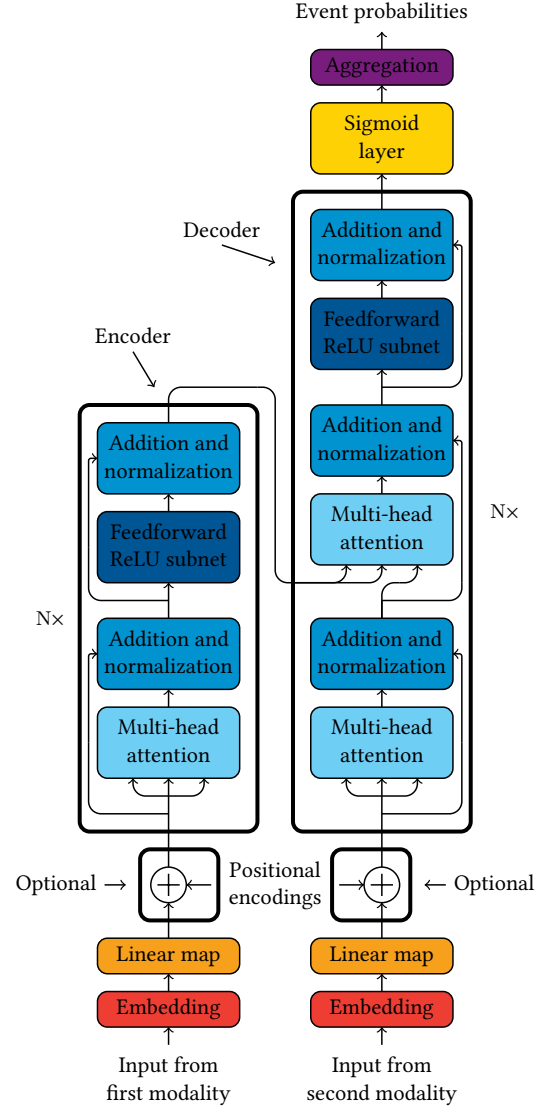 Event probabilities
Aggregation
Sigmoid
layer
Decoder
Addition and
normalization
Feedforward
ReLU subnet
Addition and
normalization
Multi-head
attention
N×
Addition and
normalization
Multi-head
attention
Encoder
Addition and
normalization
Feedforward
ReLU subnet
N×
Addition and
normalization
Multi-head
attention
Optional
Positional
encodings
Optional
Linear map
Linear map
Embedding
Embedding
Input from
first modality
Input from
second modality